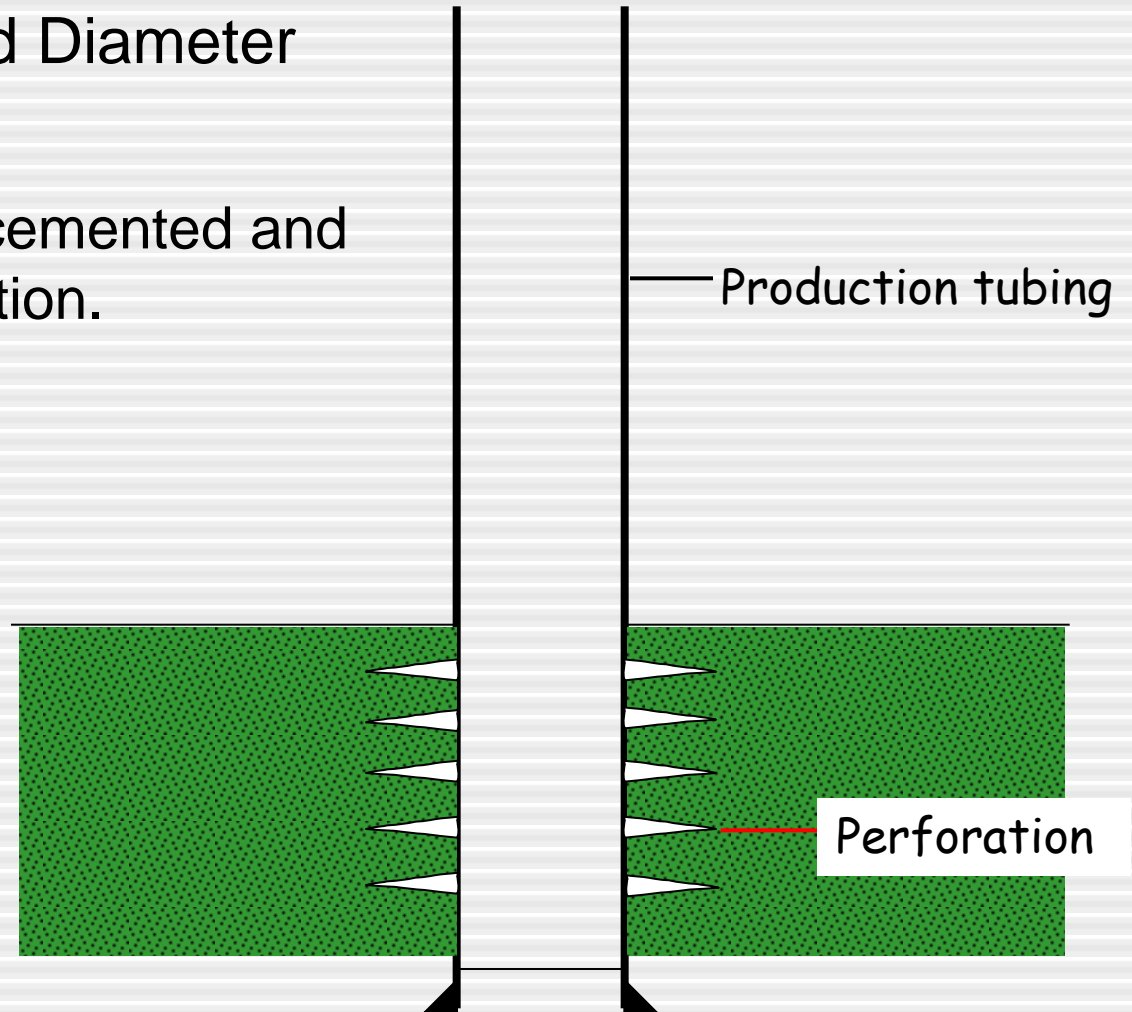 d Diameter
cemented and
tion.
Production tubing
Perforation